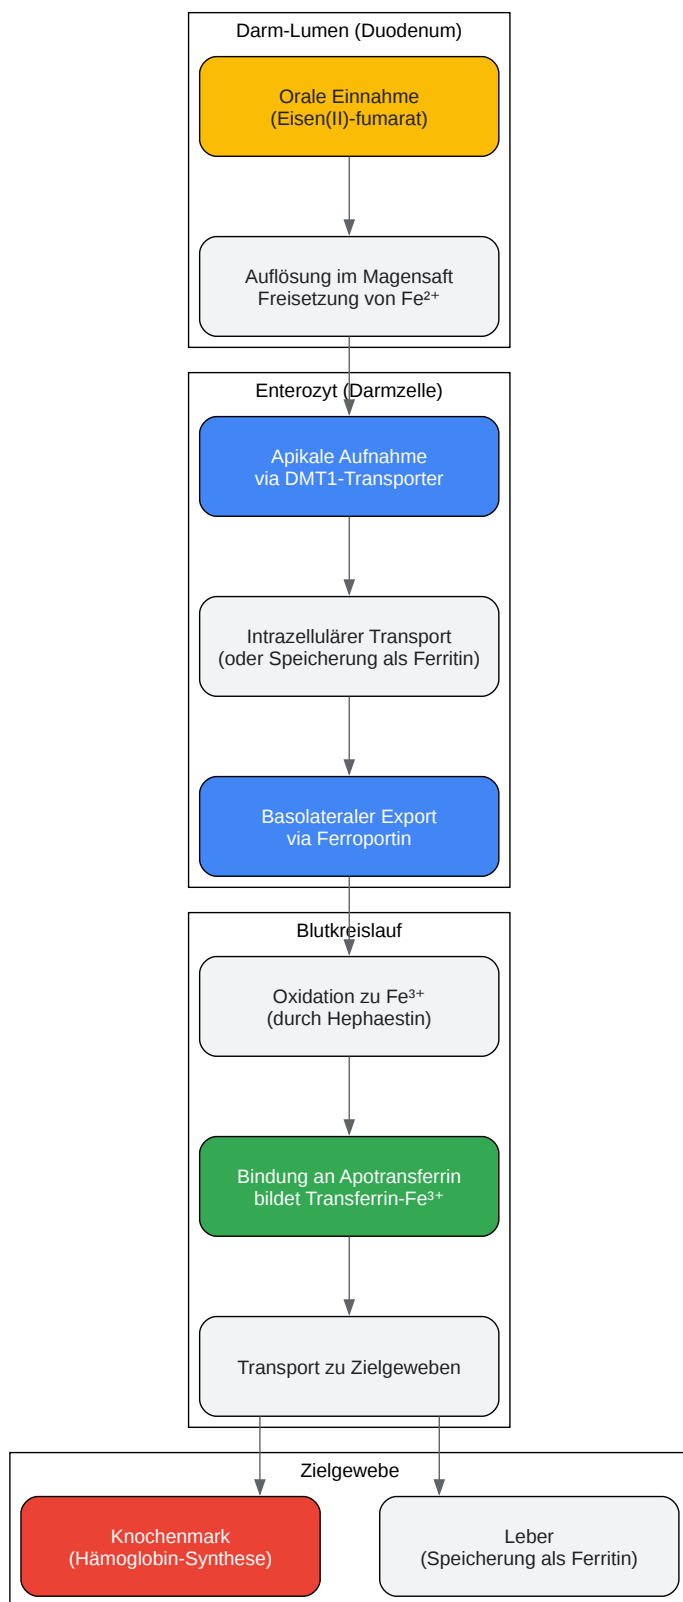 Darm-Lumen (Duodenum)
Orale Einnahme
(Eisen(II)-fumarat)
Auflösung im Magensaft
Freisetzung von Fe²⁺
Enterozyt (Darmzelle)
Apikale Aufnahme
via DMT1-Transporter
Intrazellulärer Transport
(oder Speicherung als Ferritin)
Basolateraler Export
via Ferroportin
Blutkreislauf
Oxidation zu Fe³⁺
(durch Hephaestin)
Bindung an Apotransferrin
bildet Transferrin-Fe³⁺
Transport zu Zielgeweben
Zielgewebe
Knochenmark
(Hämoglobin-Synthese)
Leber
(Speicherung als Ferritin)